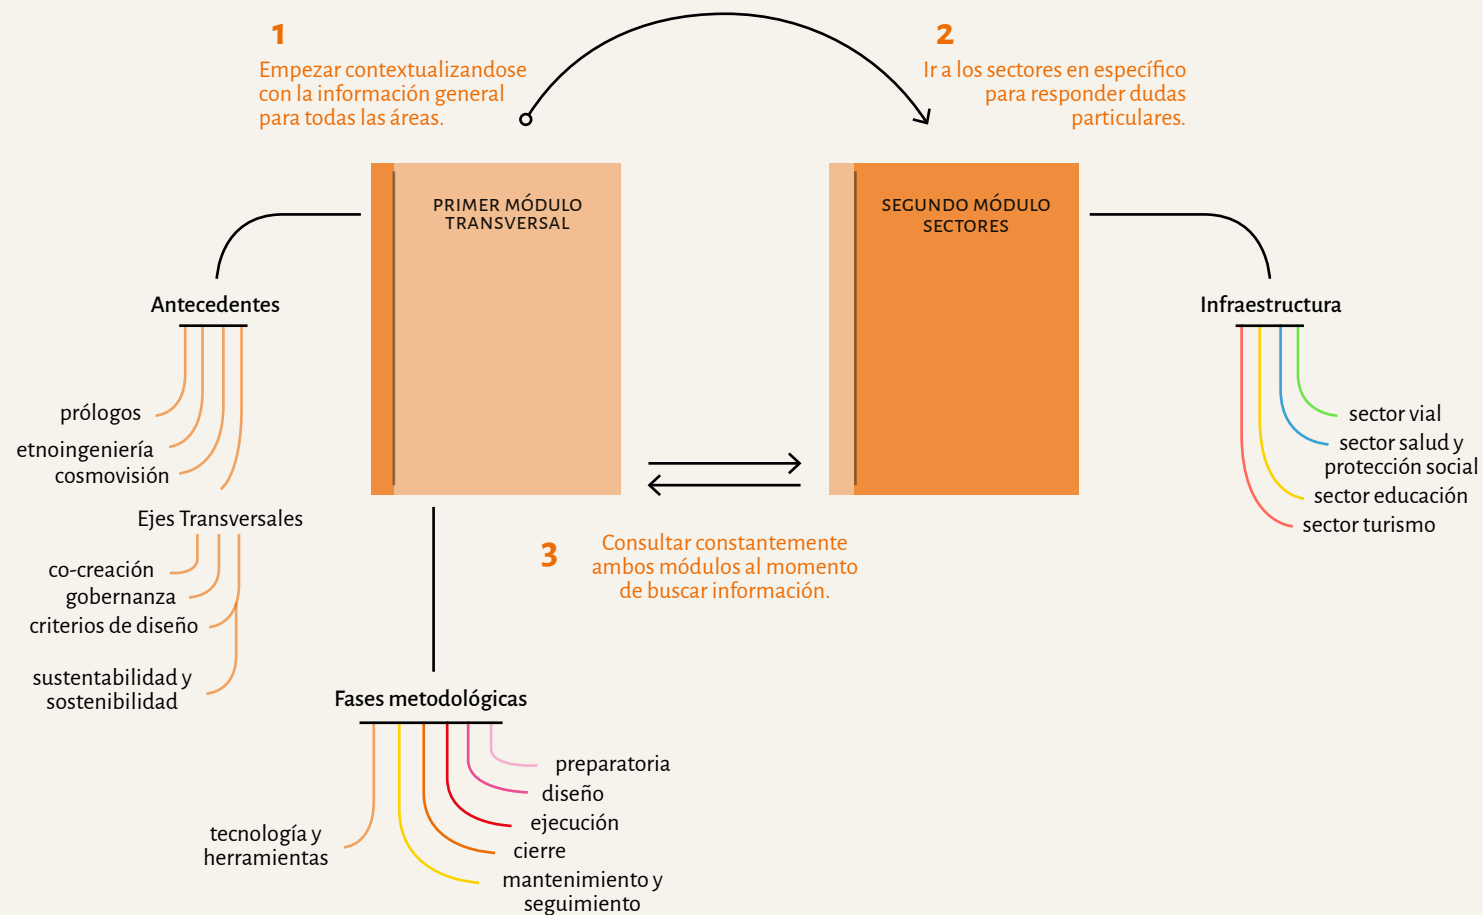 1
Empezar contextualizandose
con la información general
para todas las áreas.
2
Ir a los sectores en específico
para responder dudas
particulares.
PRIMER MÓDULO
TRANSVERSAL
SEGUNDO MÓDULO
SECTORES
Antecedentes
prólogos
etnoingeniería
cosmovisión
Ejes Transversales
co-creación
gobernanza
criterios de diseño
sustentabilidad y
sostenibilidad
Infraestructura
sector vial
sector salud y
protección social
sector educación
sector turismo
3
Consultar constantemente
ambos módulos al momento
de buscar información.
Fases metodológicas
preparatoria
diseño
ejecución
cierre
mantenimiento y
seguimiento
tecnología y
herramientas